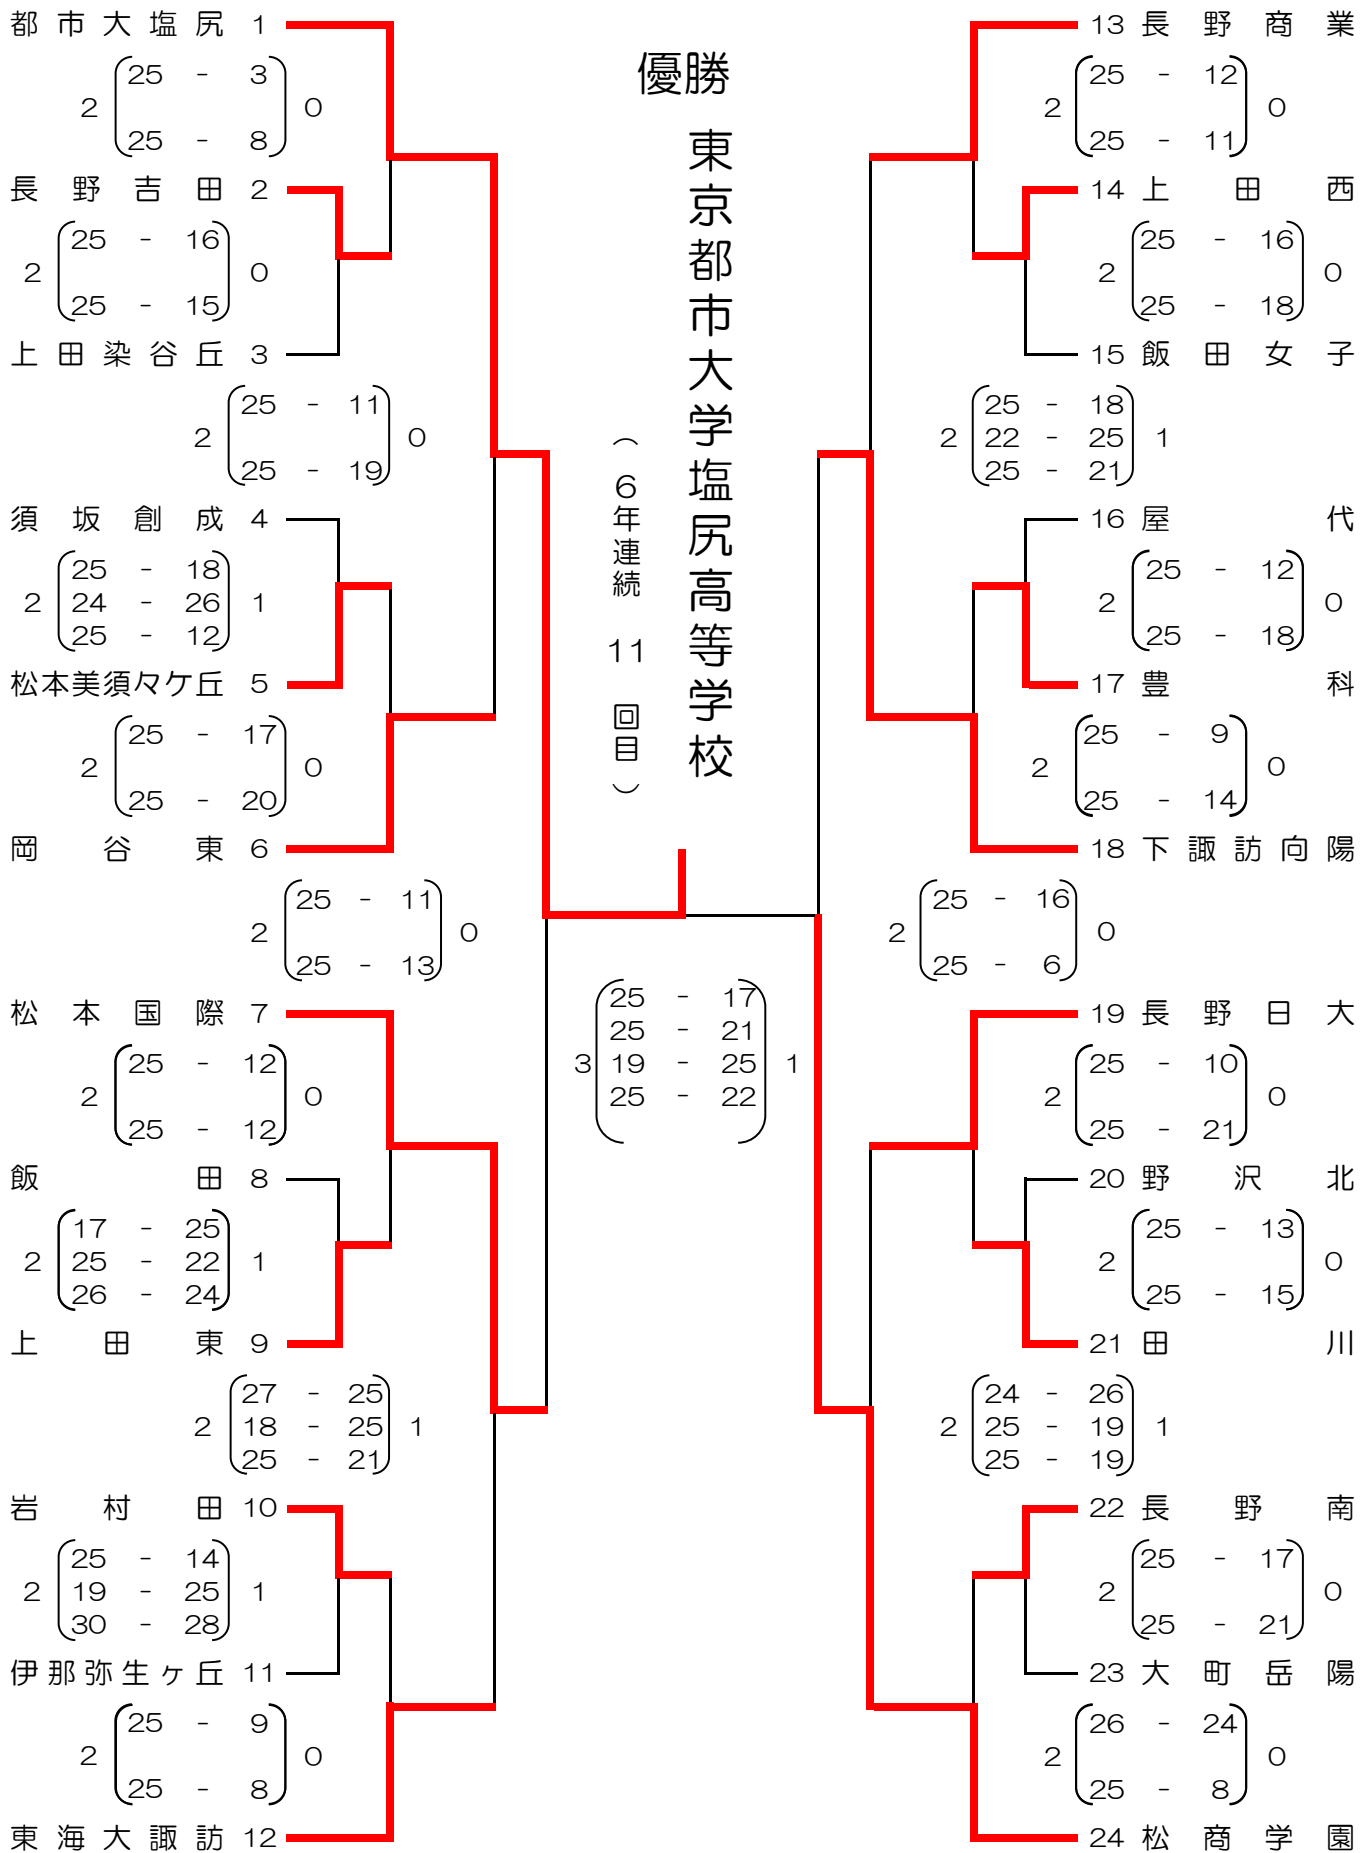 都市大塩尻 1
25 - 3
2 0
25 - 8
長野吉田 2
25 - 16
2 0
25 - 15
上田染谷丘 3
25 - 11
2 0
25 - 19
須坂創成 4
25 - 18
2 24 - 26 1
25 - 12
松本美須々ケ丘 5
25 - 17
2 0
25 - 20
岡谷東 6
25 - 11
2 0
25 - 13
松本国際 7
25 - 12
2 0
25 - 12
飯田 8
17 - 25
2 25 - 22 1
26 - 24
上田東 9
27 - 25
2 18 - 25 1
25 - 21
岩村田 10
25 - 14
2 19 - 25 1
30 - 28
伊那弥生ヶ丘 11
25 - 9
2 0
25 - 8
東海大諏訪 12
優勝
東京都市大学塩尻高等学校
(6年連続 11 回目)
25 - 17
25 - 21
3 19 - 25 1
25 - 22
13 長野商業
25 - 12
2 0
25 - 11
14 上田西
25 - 16
2 0
25 - 18
15 飯田女子
25 - 18
2 22 - 25 1
25 - 21
16 屋代
25 - 12
2 0
25 - 18
17 豊科
25 - 9
2 0
25 - 14
18 下諏訪向陽
25 - 16
2 0
25 - 6
19 長野日大
25 - 10
2 0
25 - 21
20 野沢北
25 - 13
2 0
25 - 15
21 田川
24 - 26
2 25 - 19 1
25 - 19
22 長野南
25 - 17
2 0
25 - 21
23 大町岳陽
26 - 24
2 0
25 - 8
24 松商学園